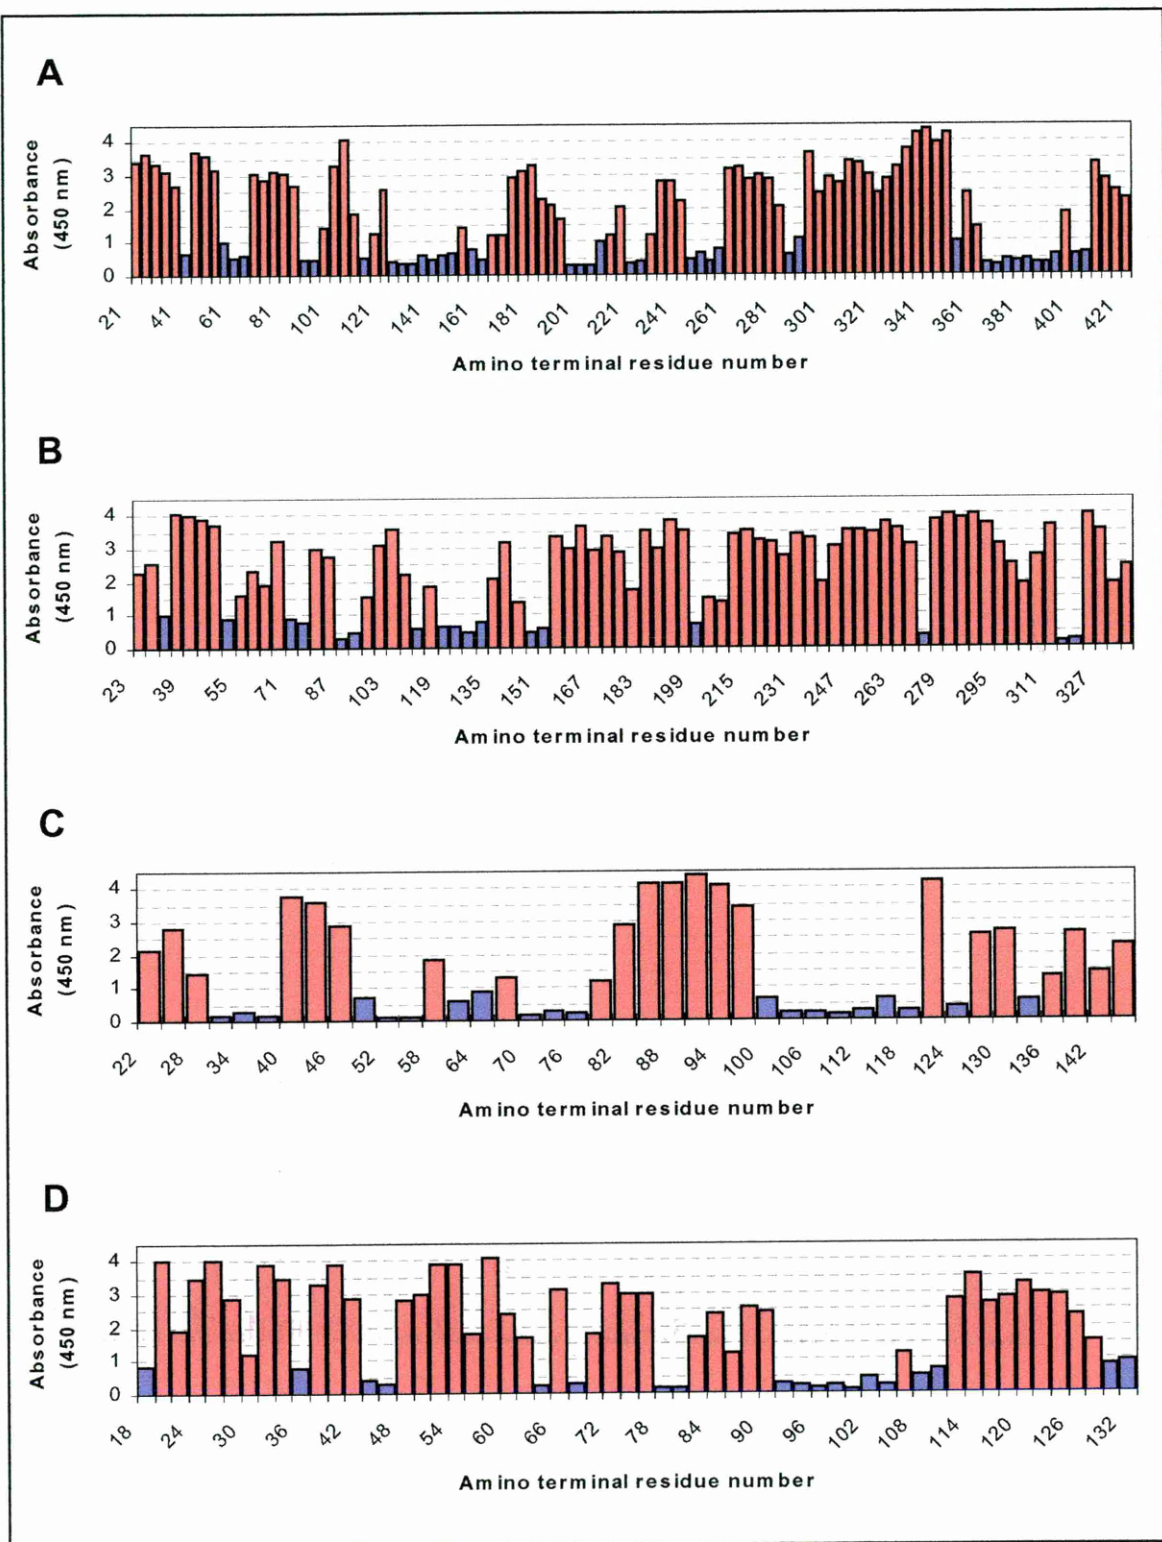 A
Absorbance
(450 nm)
4
3
2
1
0
21 41 61 81 101 121 141 161 181 201 221 241 261 281 301 321 341 361 381 401 421
Amino terminal residue number
B
Absorbance
(450 nm)
4
3
2
1
0
23 39 55 71 87 103 119 135 151 167 183 199 215 231 247 263 279 295 311 327
Amino terminal residue number
C
Absorbance
(450 nm)
4
3
2
1
0
22 28 34 40 46 52 58 64 70 76 82 88 94 100 106 112 118 124 130 136 142
Amino terminal residue number
D
Absorbance
(450 nm)
4
3
2
1
0
18 24 30 36 42 48 54 60 66 72 78 84 90 96 102 108 114 120 126 132
Amino terminal residue number